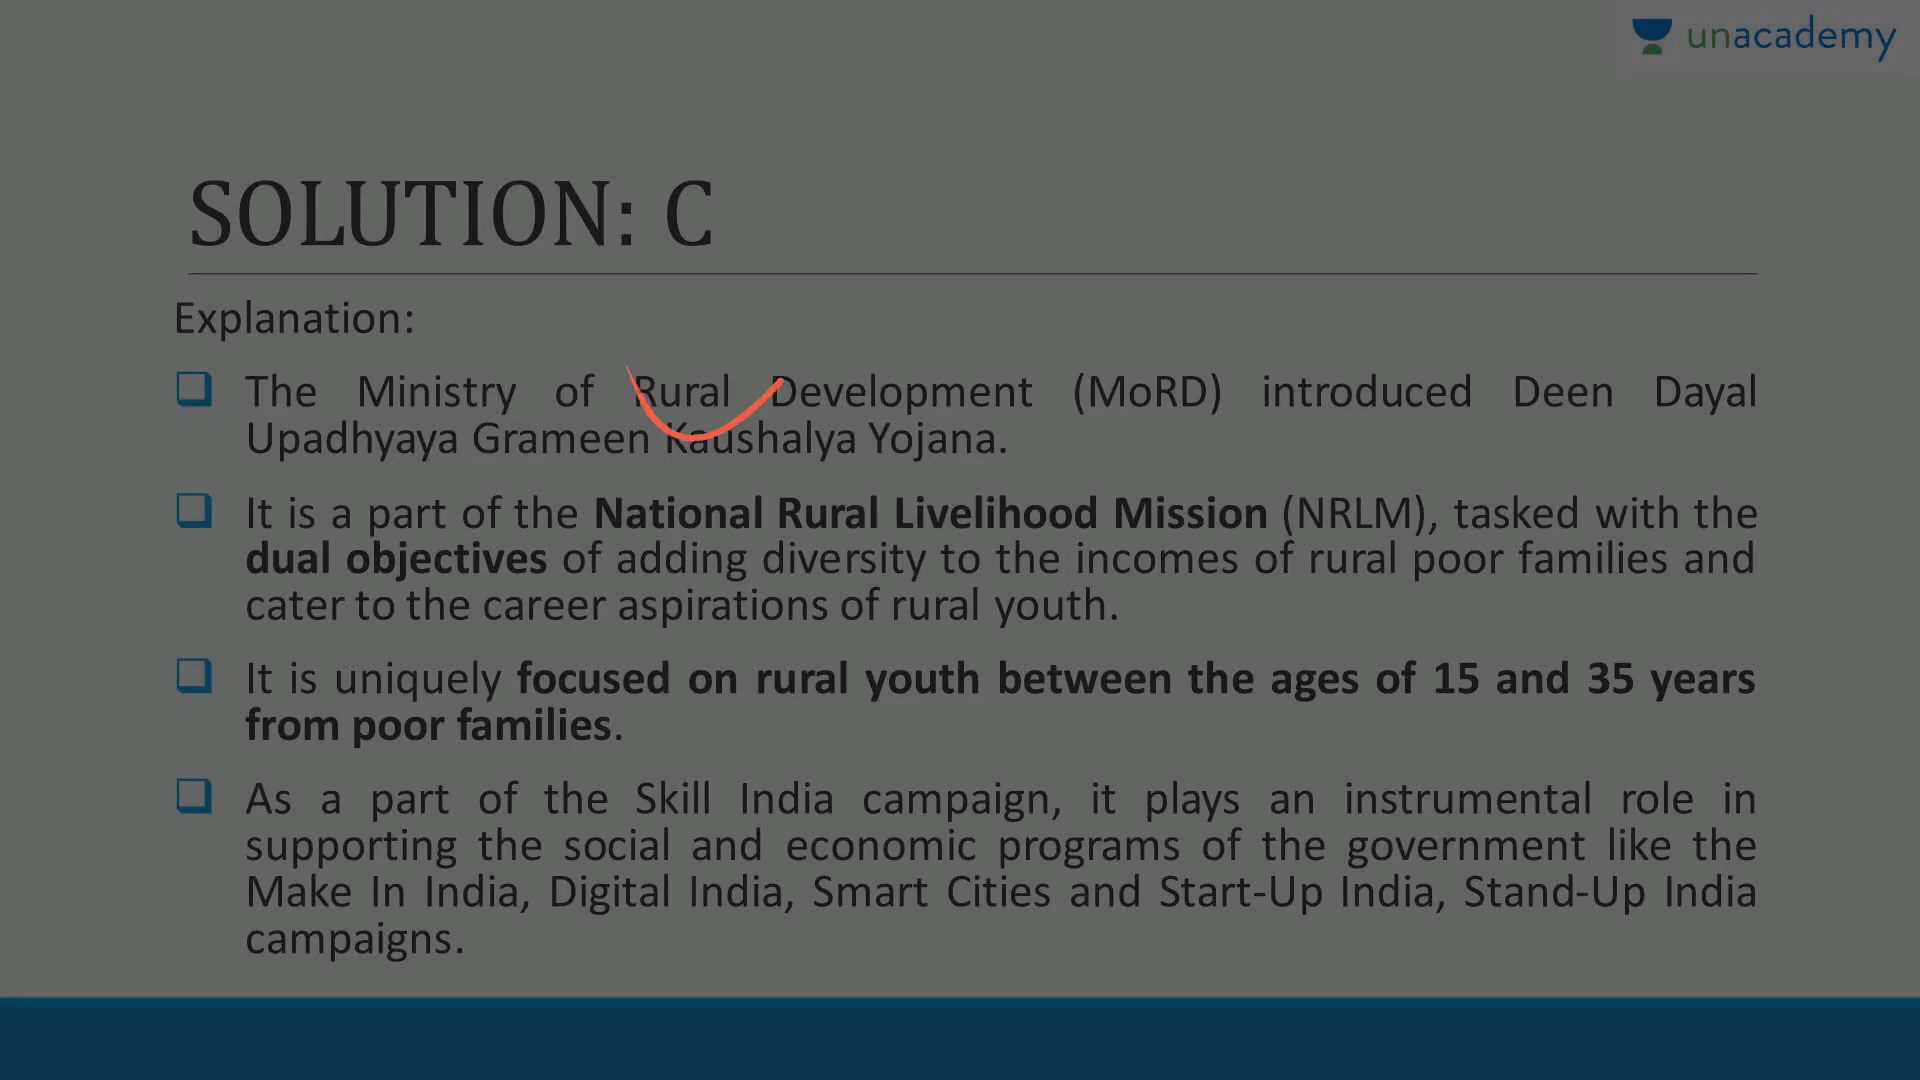 unacademy
SOLUTION: C
Explanation:
The Ministry of Rural Development (MoRD) introduced Deen Dayal
Upadhyaya Grameen Kaushalya Yojana.
It is a part of the National Rural Livelihood Mission (NRLM), tasked with the
dual objectives of adding diversity to the incomes of rural poor families and
cater to the career aspirations of rural youth.
It is uniquely focused on rural youth between the ages of 15 and 35 years
from poor families.
As a part of the Skill India campaign, it plays an instrumental role in
supporting the social and economic programs of the government like the
Make In India, Digital India, Smart Cities and Start-Up India, Stand-Up India
campaigns.